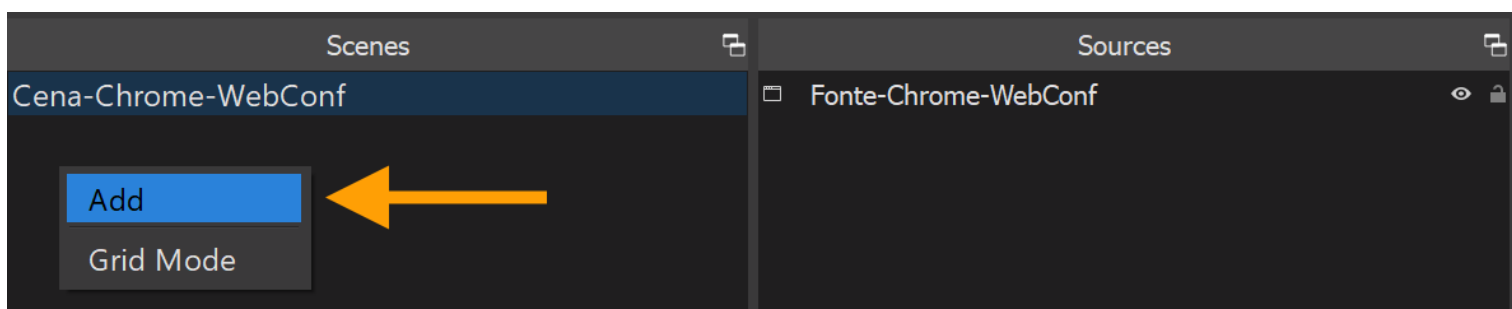 Scenes
Sources
Cena-Chrome-WebConf
Fonte-Chrome-WebConf
Add
Grid Mode